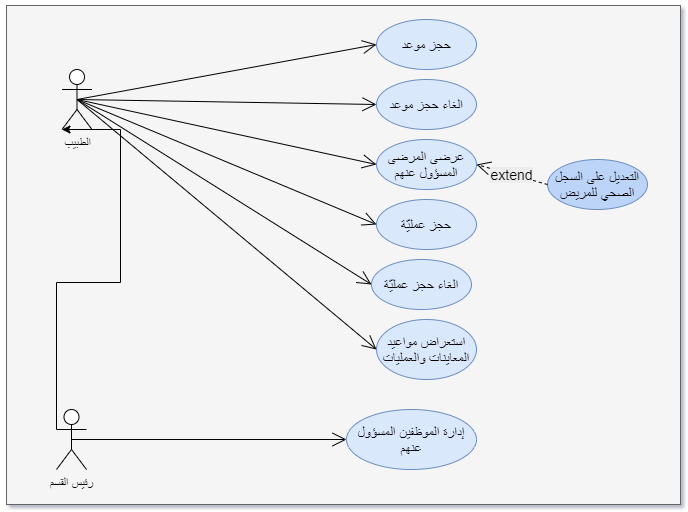 حجز موعد
الغاء حجز موعد
عرضى المرضى
المسؤول عنهم
extend
التعديل على السجل
الصحي للمريض
حجز عمليّة
الغاء حجز عمليّة
استعراض مواعيد
المعاينات والعمليات
إدارة الموظفين المسؤول
عنهم
الطبيب
رئيس القسم